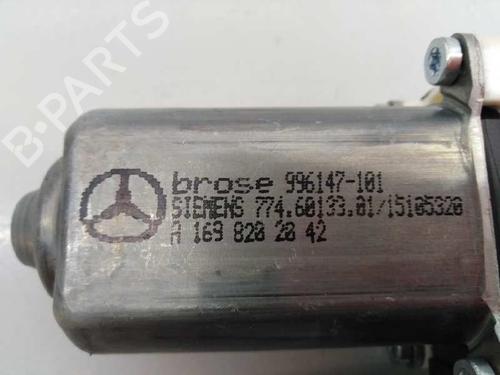 brose 996147-101
SIEMENS 774.60133.01/15105320
A 169 820 20 42
B-PARTS